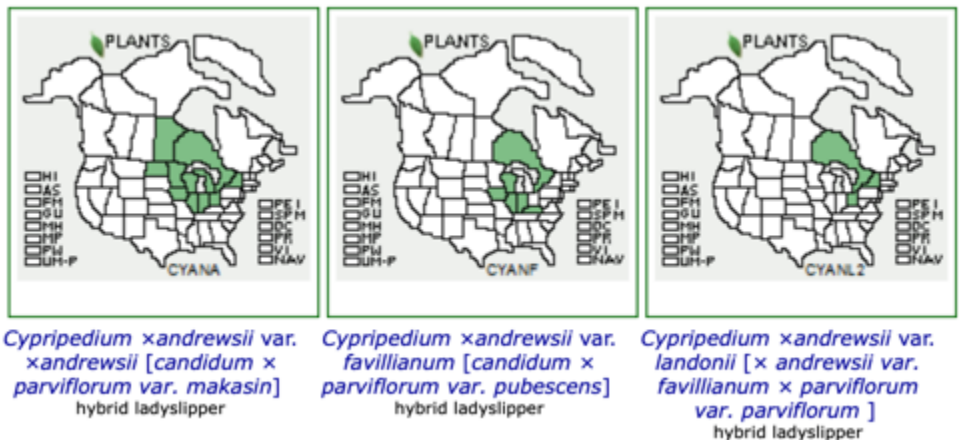 PLANTS
HI
AS
FM
GU
MH
MP
PW
UM-P
PEI
SPM
DC
PR
VI
NAV
CYANA
Cypripedium ×andrewsii var.
×andrewsii [candidum ×
parviflorum var. makasin]
hybrid ladyslipper
PLANTS
HI
AS
FM
GU
MH
MP
PW
UM-P
PEI
SPM
DC
PR
VI
NAV
CYANF
Cypripedium ×andrewsii var.
favillianum [candidum ×
parviflorum var. pubescens]
hybrid ladyslipper
PLANTS
HI
AS
FM
GU
MH
MP
PW
UM-P
PEI
SPM
DC
PR
VI
NAV
CYANL2
Cypripedium ×andrewsii var.
landonii [× andrewsii var.
favillianum × parviflorum
var. parviflorum ]
hybrid ladyslipper